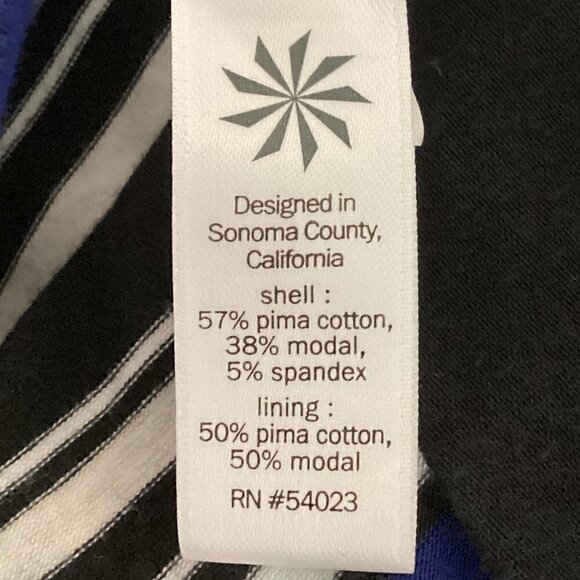 Designed in
Sonoma County,
California
shell :
57% pima cotton,
38% modal,
5% spandex
lining :
50% pima cotton,
50% modal
RN #54023